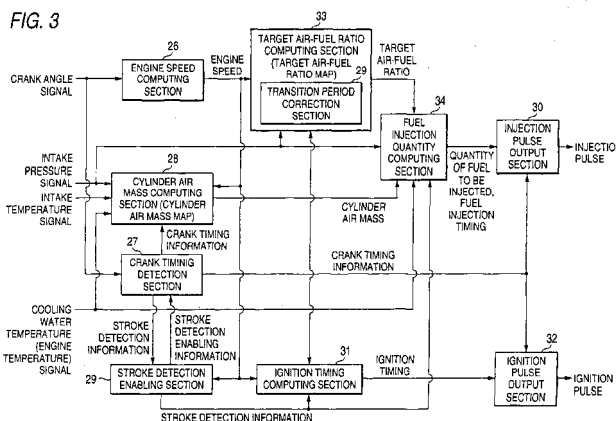 FIG. 3
33
TARGET AIR-FUEL RATIO
COMPUTING SECTION
(TARGET AIR-FUEL
RATIO MAP)
29
TRANSITION PERIOD
CORRECTION SECTION
TARGET
AIR-FUEL
RATIO
26
ENGINE SPEED
COMPUTING
SECTION
ENGINE
SPEED
CRANK ANGLE
SIGNAL
34
FUEL
INJECTION
QUANTITY
COMPUTING
SECTION
30
INJECTION
PULSE OUTPUT
SECTION
INJECTION
PULSE
QUANTITY
OF FUEL
TO BE
INJECTED,
FUEL
INJECTION
TIMING
INTAKE
PRESSURE
SIGNAL
INTAKE
TEMPERATURE
SIGNAL
28
CYLINDER AIR
MASS COMPUTING
SECTION (CYLINDER
AIR MASS MAP)
CYLINDER
AIR MASS
CRANK TIMING
INFORMATION
27
CRANK TIMING
DETECTION
SECTION
CRANK TIMING
INFORMATION
COOLING
WATER
TEMPERATURE
(ENGINE
TEMPERATURE)
SIGNAL
STROKE
DETECTION
INFORMATION
STROKE
DETECTION
ENABLING
INFORMATION
29
STROKE DETECTION
ENABLING SECTION
31
IGNITION TIMING
COMPUTING SECTION
IGNITION
TIMING
32
IGNITION
PULSE
OUTPUT
SECTION
IGNITION
PULSE
STROKE DETECTION INFORMATION